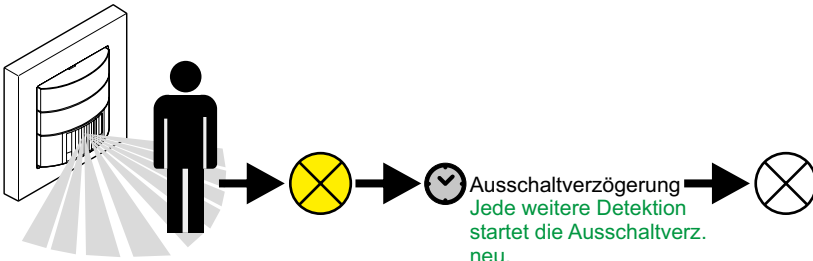 Ausschaltverzögerung
Jede weitere Detektion
startet die Ausschaltverz.
neu